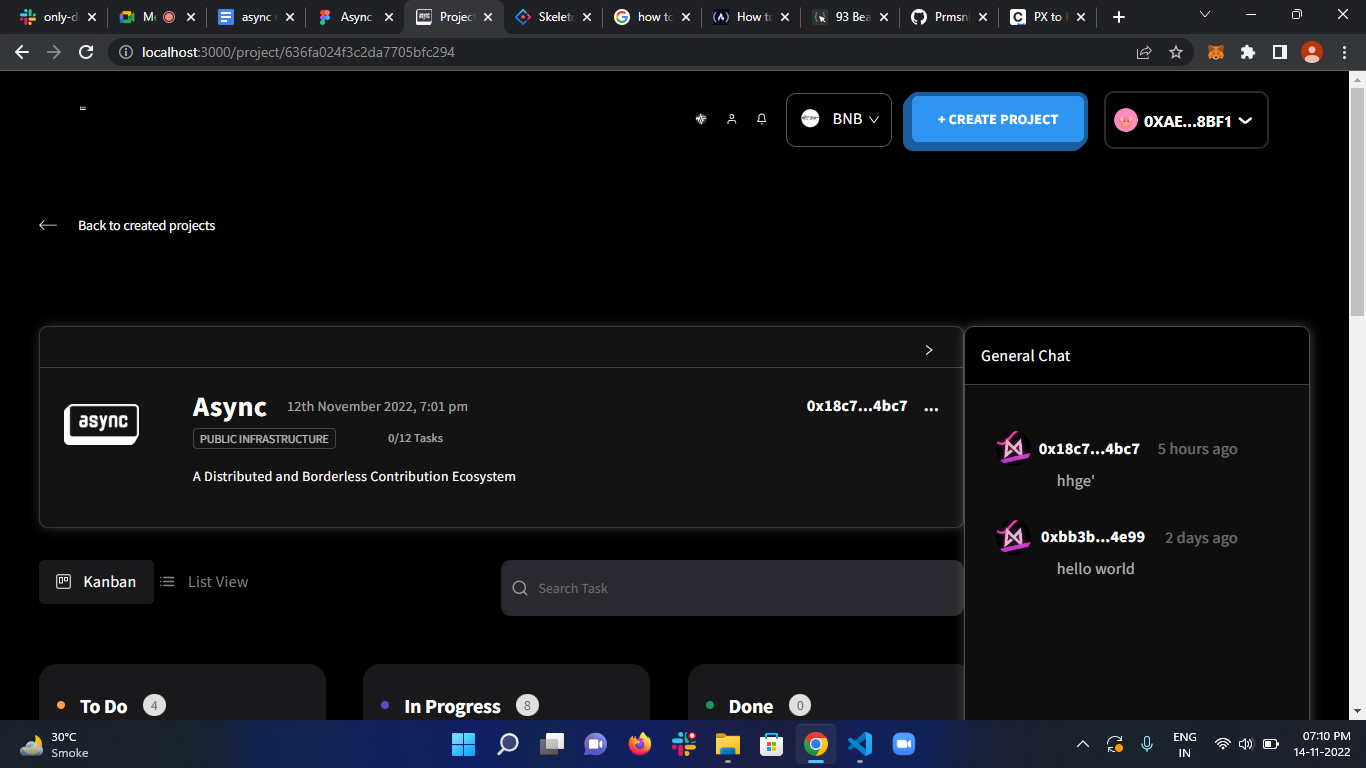 only-d
Me
async
Async
Project
Skelet
how to
How to
93 Bea
Prmsn
PX to
localhost:3000/project/636fa024f3c2da7705bfc294
BNB
+ CREATE PROJECT
0XAE...8BF1
Back to created projects
async
Async
12th November 2022, 7:01 pm
0x18c7...4bc7
...
PUBLIC INFRASTRUCTURE
0/12 Tasks
A Distributed and Borderless Contribution Ecosystem
General Chat
0x18c7...4bc7
5 hours ago
hhge'
0xbb3b...4e99
2 days ago
hello world
Kanban
List View
Search Task
To Do
4
In Progress
8
Done
0
30°C
Smoke
ENG
IN
07:10 PM
14-11-2022